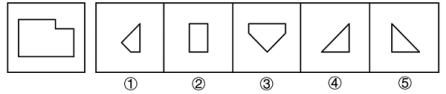 ① ② ③ ④ ⑤